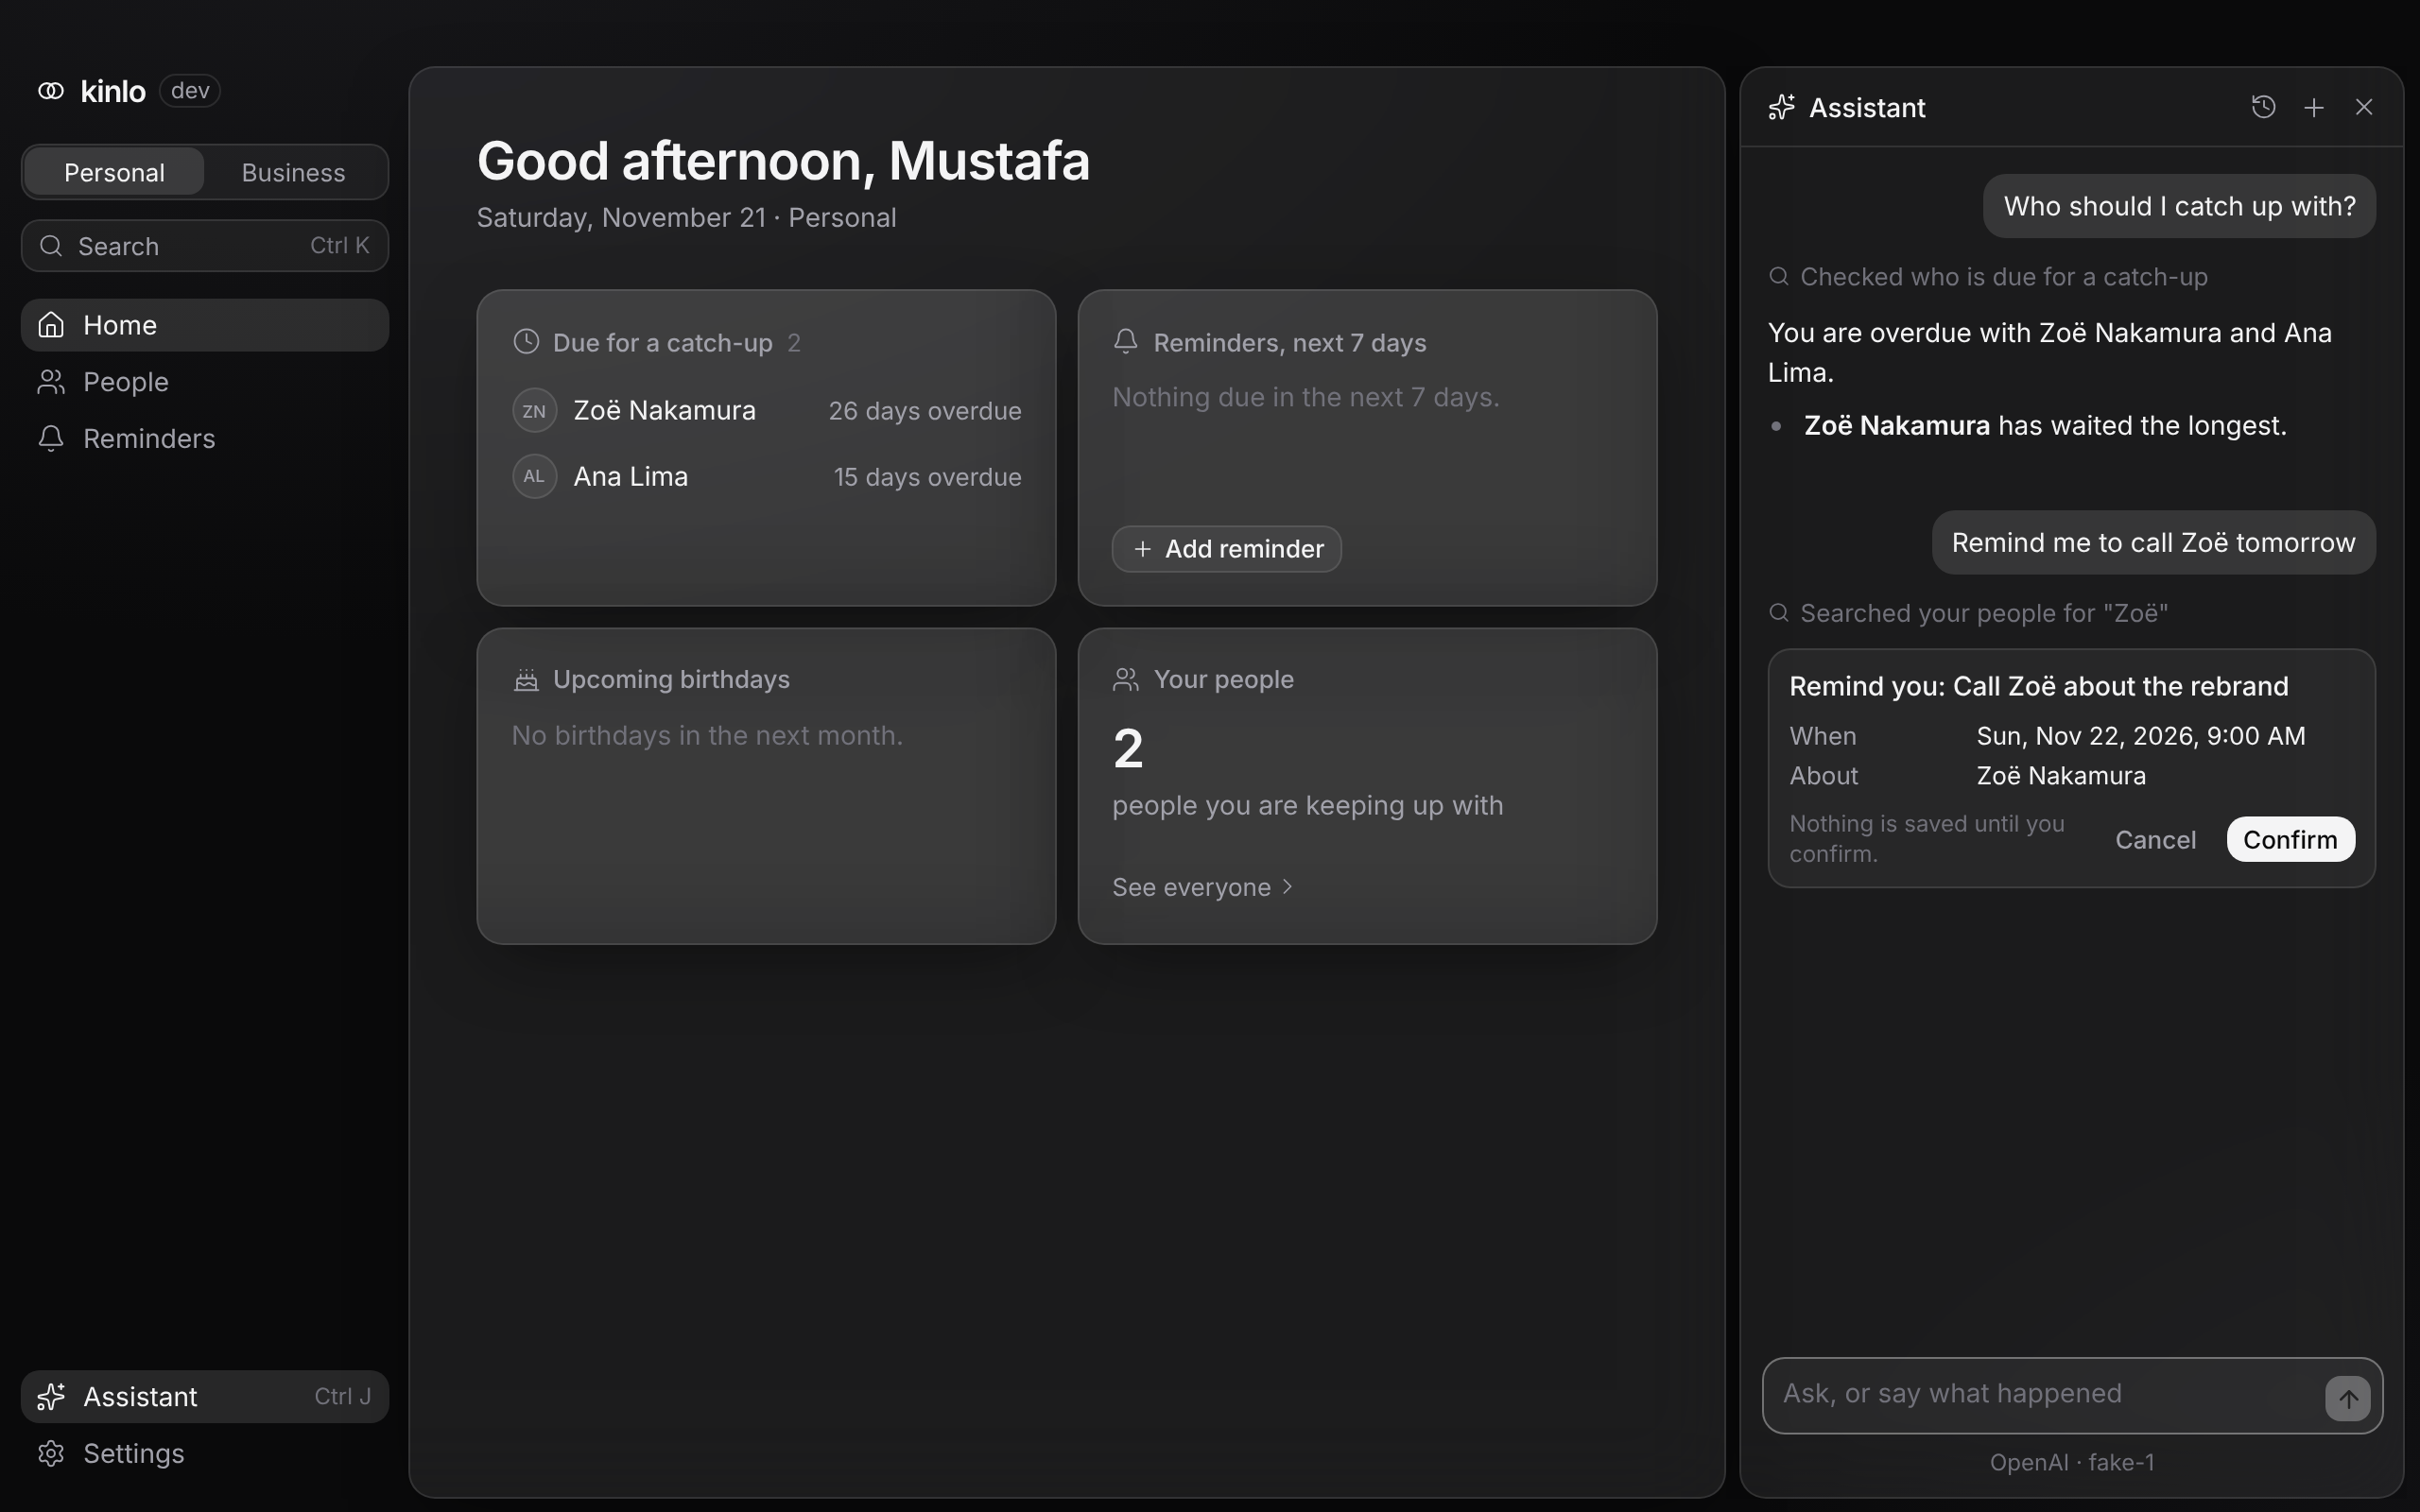 kinlo dev
Personal Business
Search Ctrl K
Home
People
Reminders
Assistant Ctrl J
Settings
Good afternoon, Mustafa
Saturday, November 21 · Personal
Due for a catch-up 2
ZN Zoë Nakamura 26 days overdue
AL Ana Lima 15 days overdue
Reminders, next 7 days
Nothing due in the next 7 days.
+ Add reminder
Upcoming birthdays
No birthdays in the next month.
Your people
2
people you are keeping up with
See everyone
Assistant
Who should I catch up with?
Checked who is due for a catch-up
You are overdue with Zoë Nakamura and Ana
Lima.
• Zoë Nakamura has waited the longest.
Remind me to call Zoë tomorrow
Searched your people for "Zoë"
Remind you: Call Zoë about the rebrand
When Sun, Nov 22, 2026, 9:00 AM
About Zoë Nakamura
Nothing is saved until you
confirm.
Cancel Confirm
Ask, or say what happened
OpenAI · fake-1